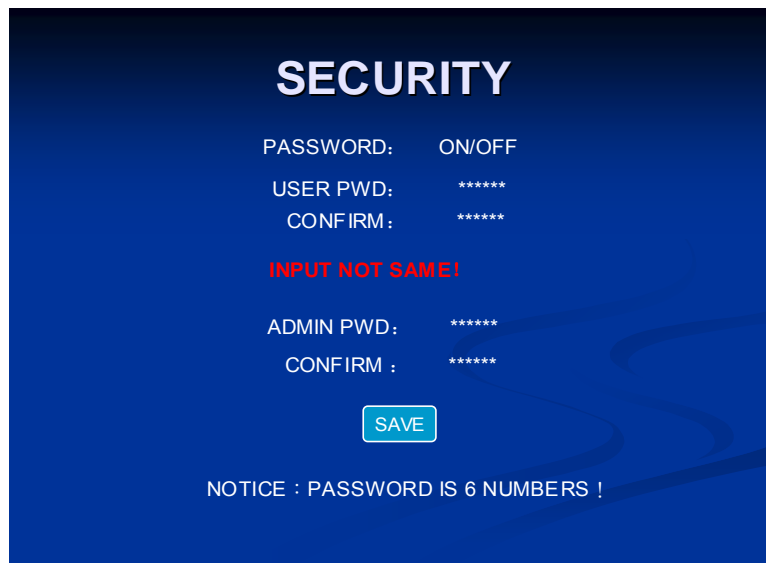 SECURITY
PASSWORD： ON/OFF
USER PWD： ******
CONFIRM： ******
INPUT NOT SAME!
ADMIN PWD： ******
CONFIRM ： ******
SAVE
NOTICE：PASSWORD IS 6 NUMBERS！